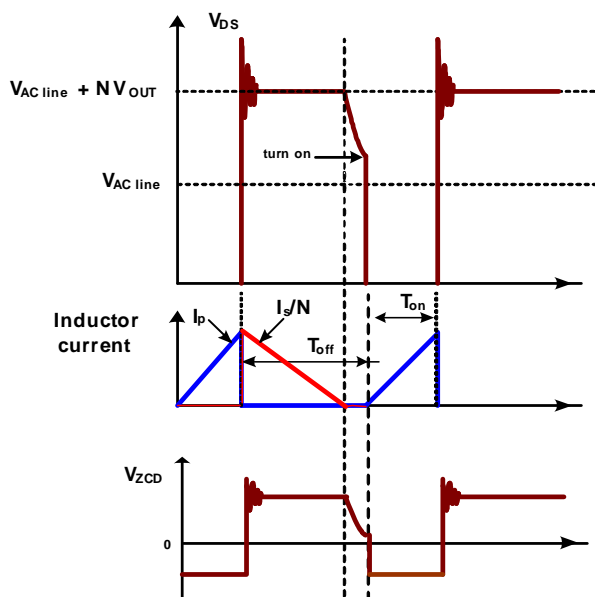 VDS
VAC line + N VOUT
turn on
VAC line
Ip
Is/N
Ton
Inductor
current
Toff
VZCD
0